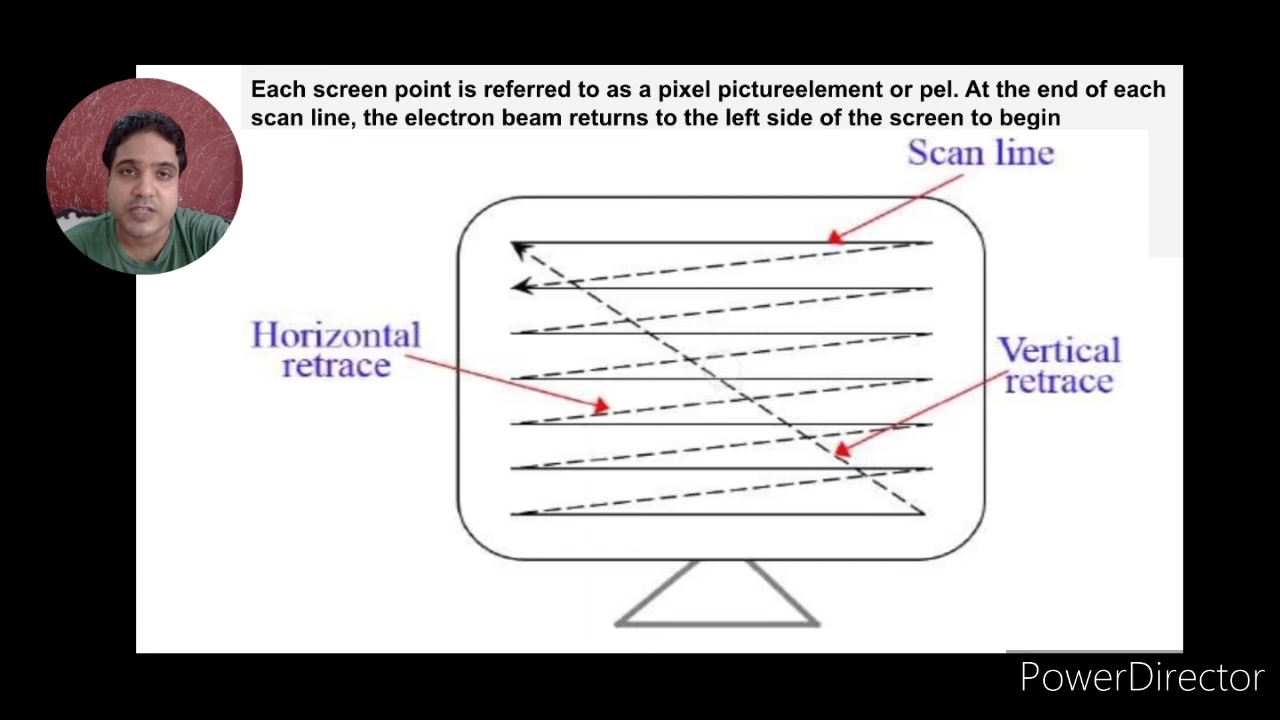 Each screen point is referred to as a pixel pictureelement or pel. At the end of each
scan line, the electron beam returns to the left side of the screen to begin
Scan line
Horizontal
retrace
Vertical
retrace
PowerDirector